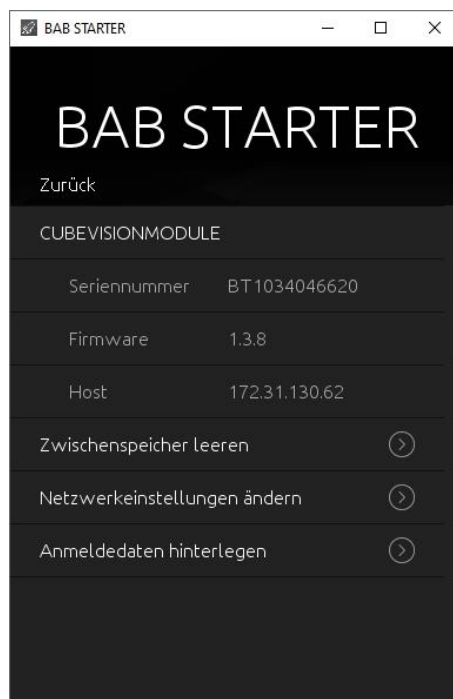 BAB STARTER
BAB STARTER
Zurück
CUBEVISIONMODULE
Seriennummer BT1034046620
Firmware 1.3.8
Host 172.31.130.62
Zwischenspeicher leeren
Netzwerkeinstellungen ändern
Anmeldedaten hinterlegen